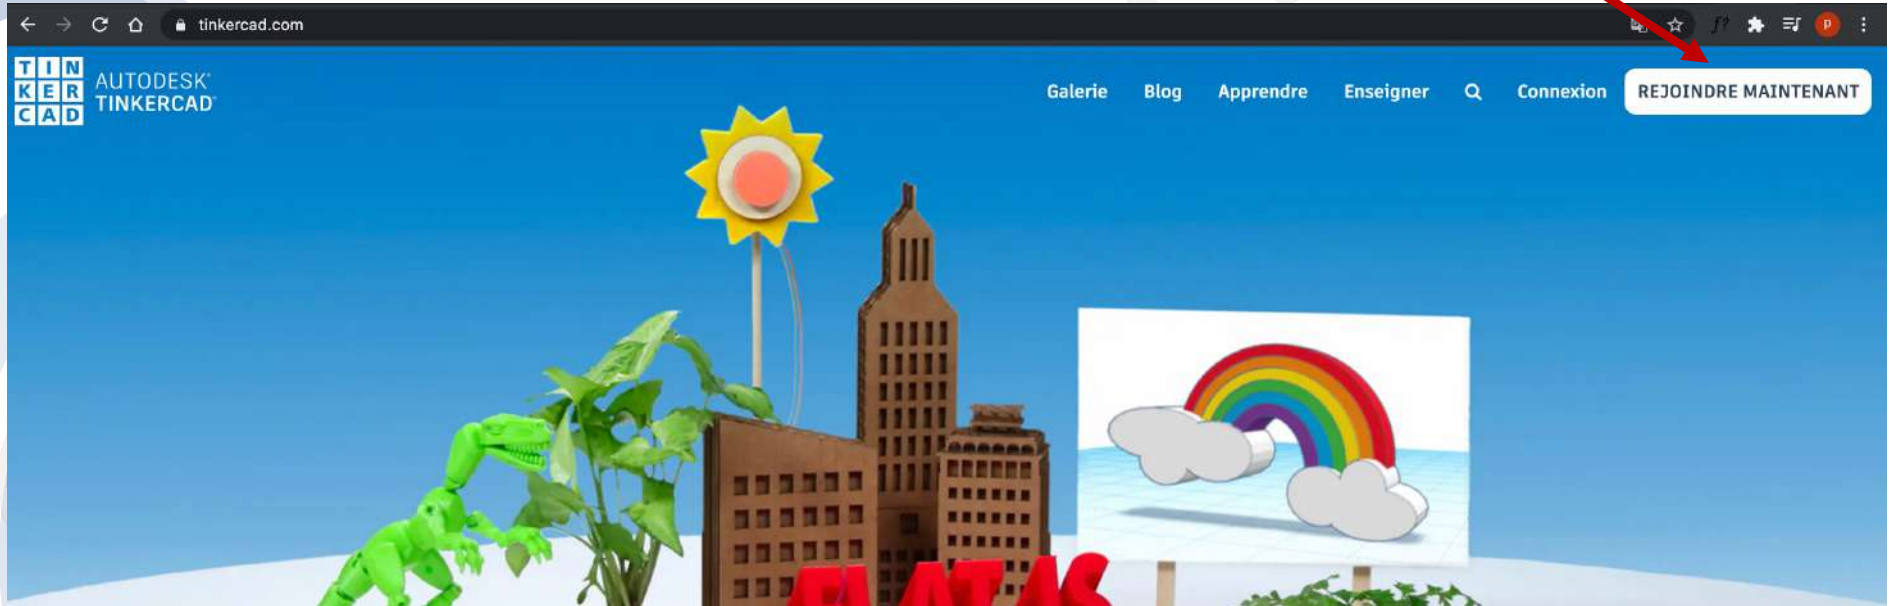 tinkercad.com
TIN
KER
CAD
AUTODESK®
TINKERCAD®
Galerie Blog Apprendre Enseigner Connexion REJOINDRE MAINTENANT